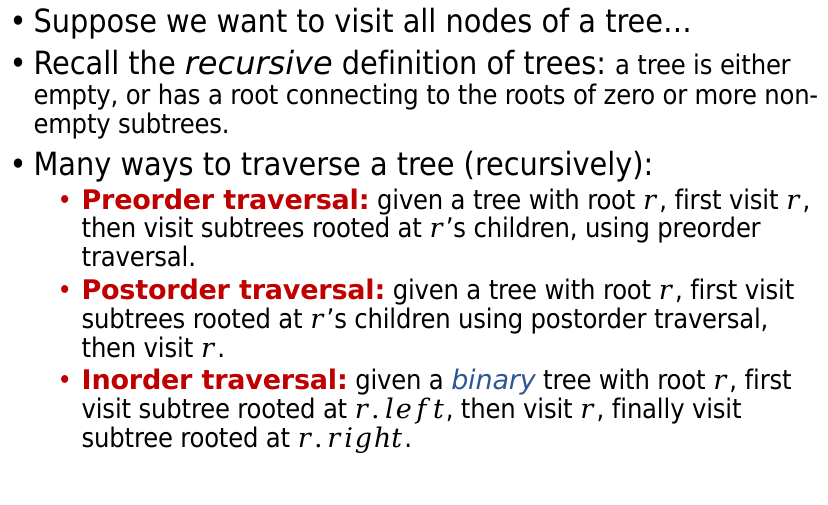 • Suppose we want to visit all nodes of a tree…
• Recall the recursive definition of trees: a tree is either
empty, or has a root connecting to the roots of zero or more non-
empty subtrees.
• Many ways to traverse a tree (recursively):
• Preorder traversal: given a tree with root r, first visit r,
then visit subtrees rooted at r’s children, using preorder
traversal.
• Postorder traversal: given a tree with root r, first visit
subtrees rooted at r’s children using postorder traversal,
then visit r.
• Inorder traversal: given a binary tree with root r, first
visit subtree rooted at r.left, then visit r, finally visit
subtree rooted at r.right.